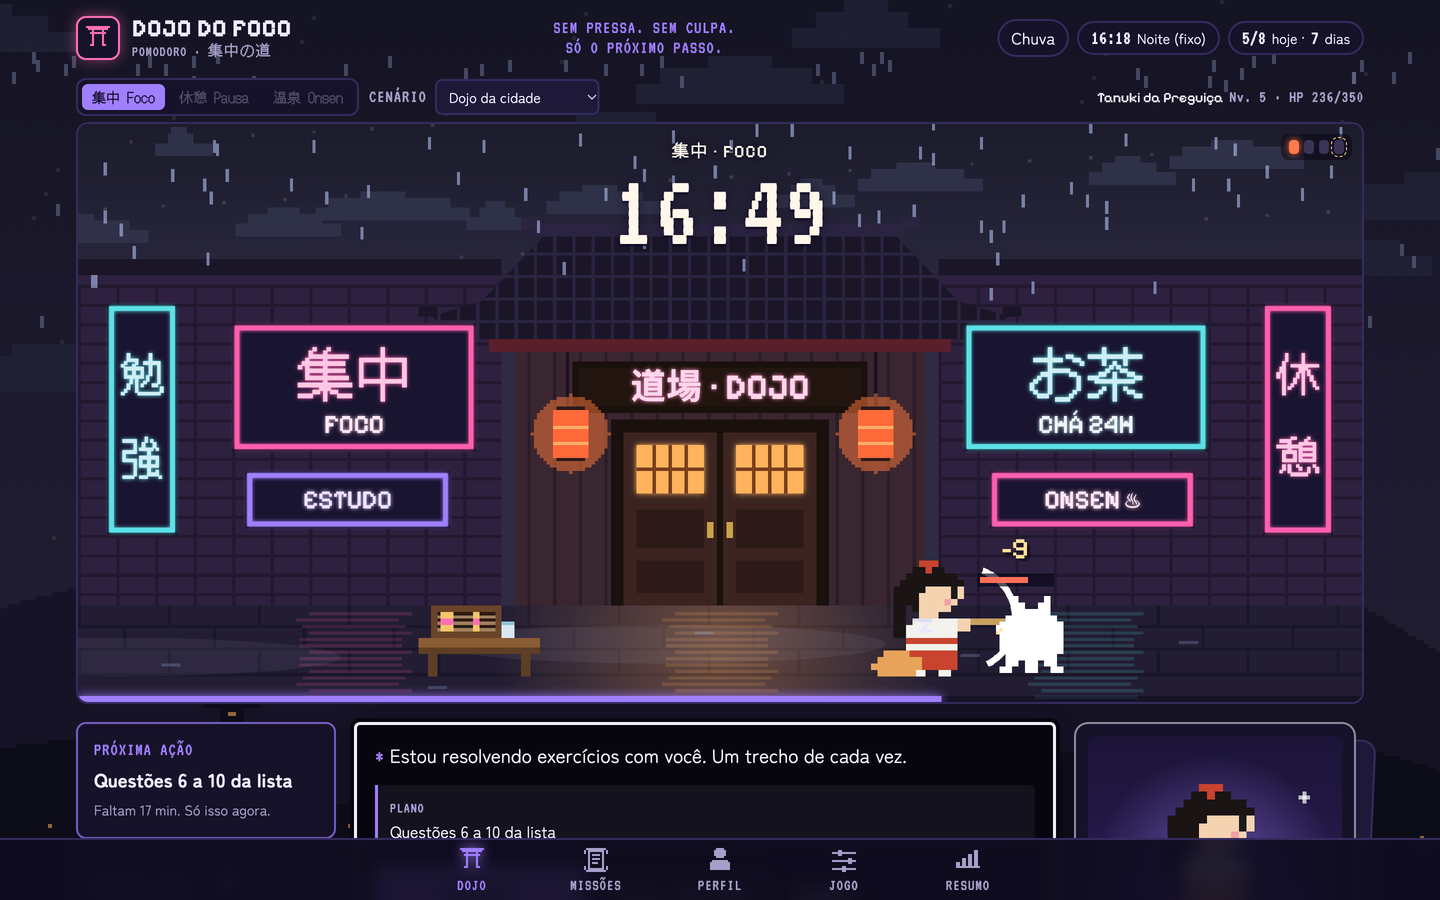 DOJO DO FOCO
POMODORO · 集中の道
SEM PRESSA. SEM CULPA.
SÓ O PRÓXIMO PASSO.
Chuva
16:18 Noite (fixo)
5/8 hoje · 7 dias
集中 Foco
休憩 Pausa
温泉 Onsen
CENÁRIO
Dojo da cidade
Tanuki da Preguiça Nv. 5 · HP 236/350
集中 · FOCO
16:49
勉強
集中
FOCO
ESTUDO
道場 · DOJO
お茶
CHÁ 24H
ONSEN ♨
休憩
-9
PRÓXIMA AÇÃO
Questões 6 a 10 da lista
Faltam 17 min. Só isso agora.
* Estou resolvendo exercícios com você. Um trecho de cada vez.
PLANO
Questões 6 a 10 da lista
DOJO
MISSÕES
PERFIL
JOGO
RESUMO